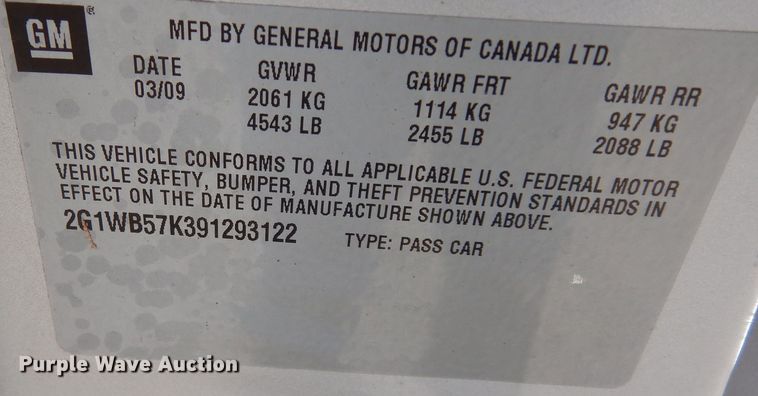 GM ®
MFD BY GENERAL MOTORS OF CANADA LTD.
DATE GVWR GAWR FRT GAWR RR
03/09 2061 KG 1114 KG 947 KG
4543 LB 2455 LB 2088 LB
THIS VEHICLE CONFORMS TO ALL APPLICABLE U.S. FEDERAL MOTOR
VEHICLE SAFETY, BUMPER, AND THEFT PREVENTION STANDARDS IN
EFFECT ON THE DATE OF MANUFACTURE SHOWN ABOVE.
2G1WB57K391293122 TYPE: PASS CAR
Purple Wave Auction